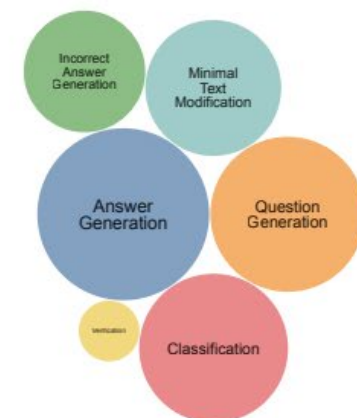 Incorrect
Answer
Generation
Minimal
Text
Modification
Answer
Generation
Question
Generation
Verification
Classification